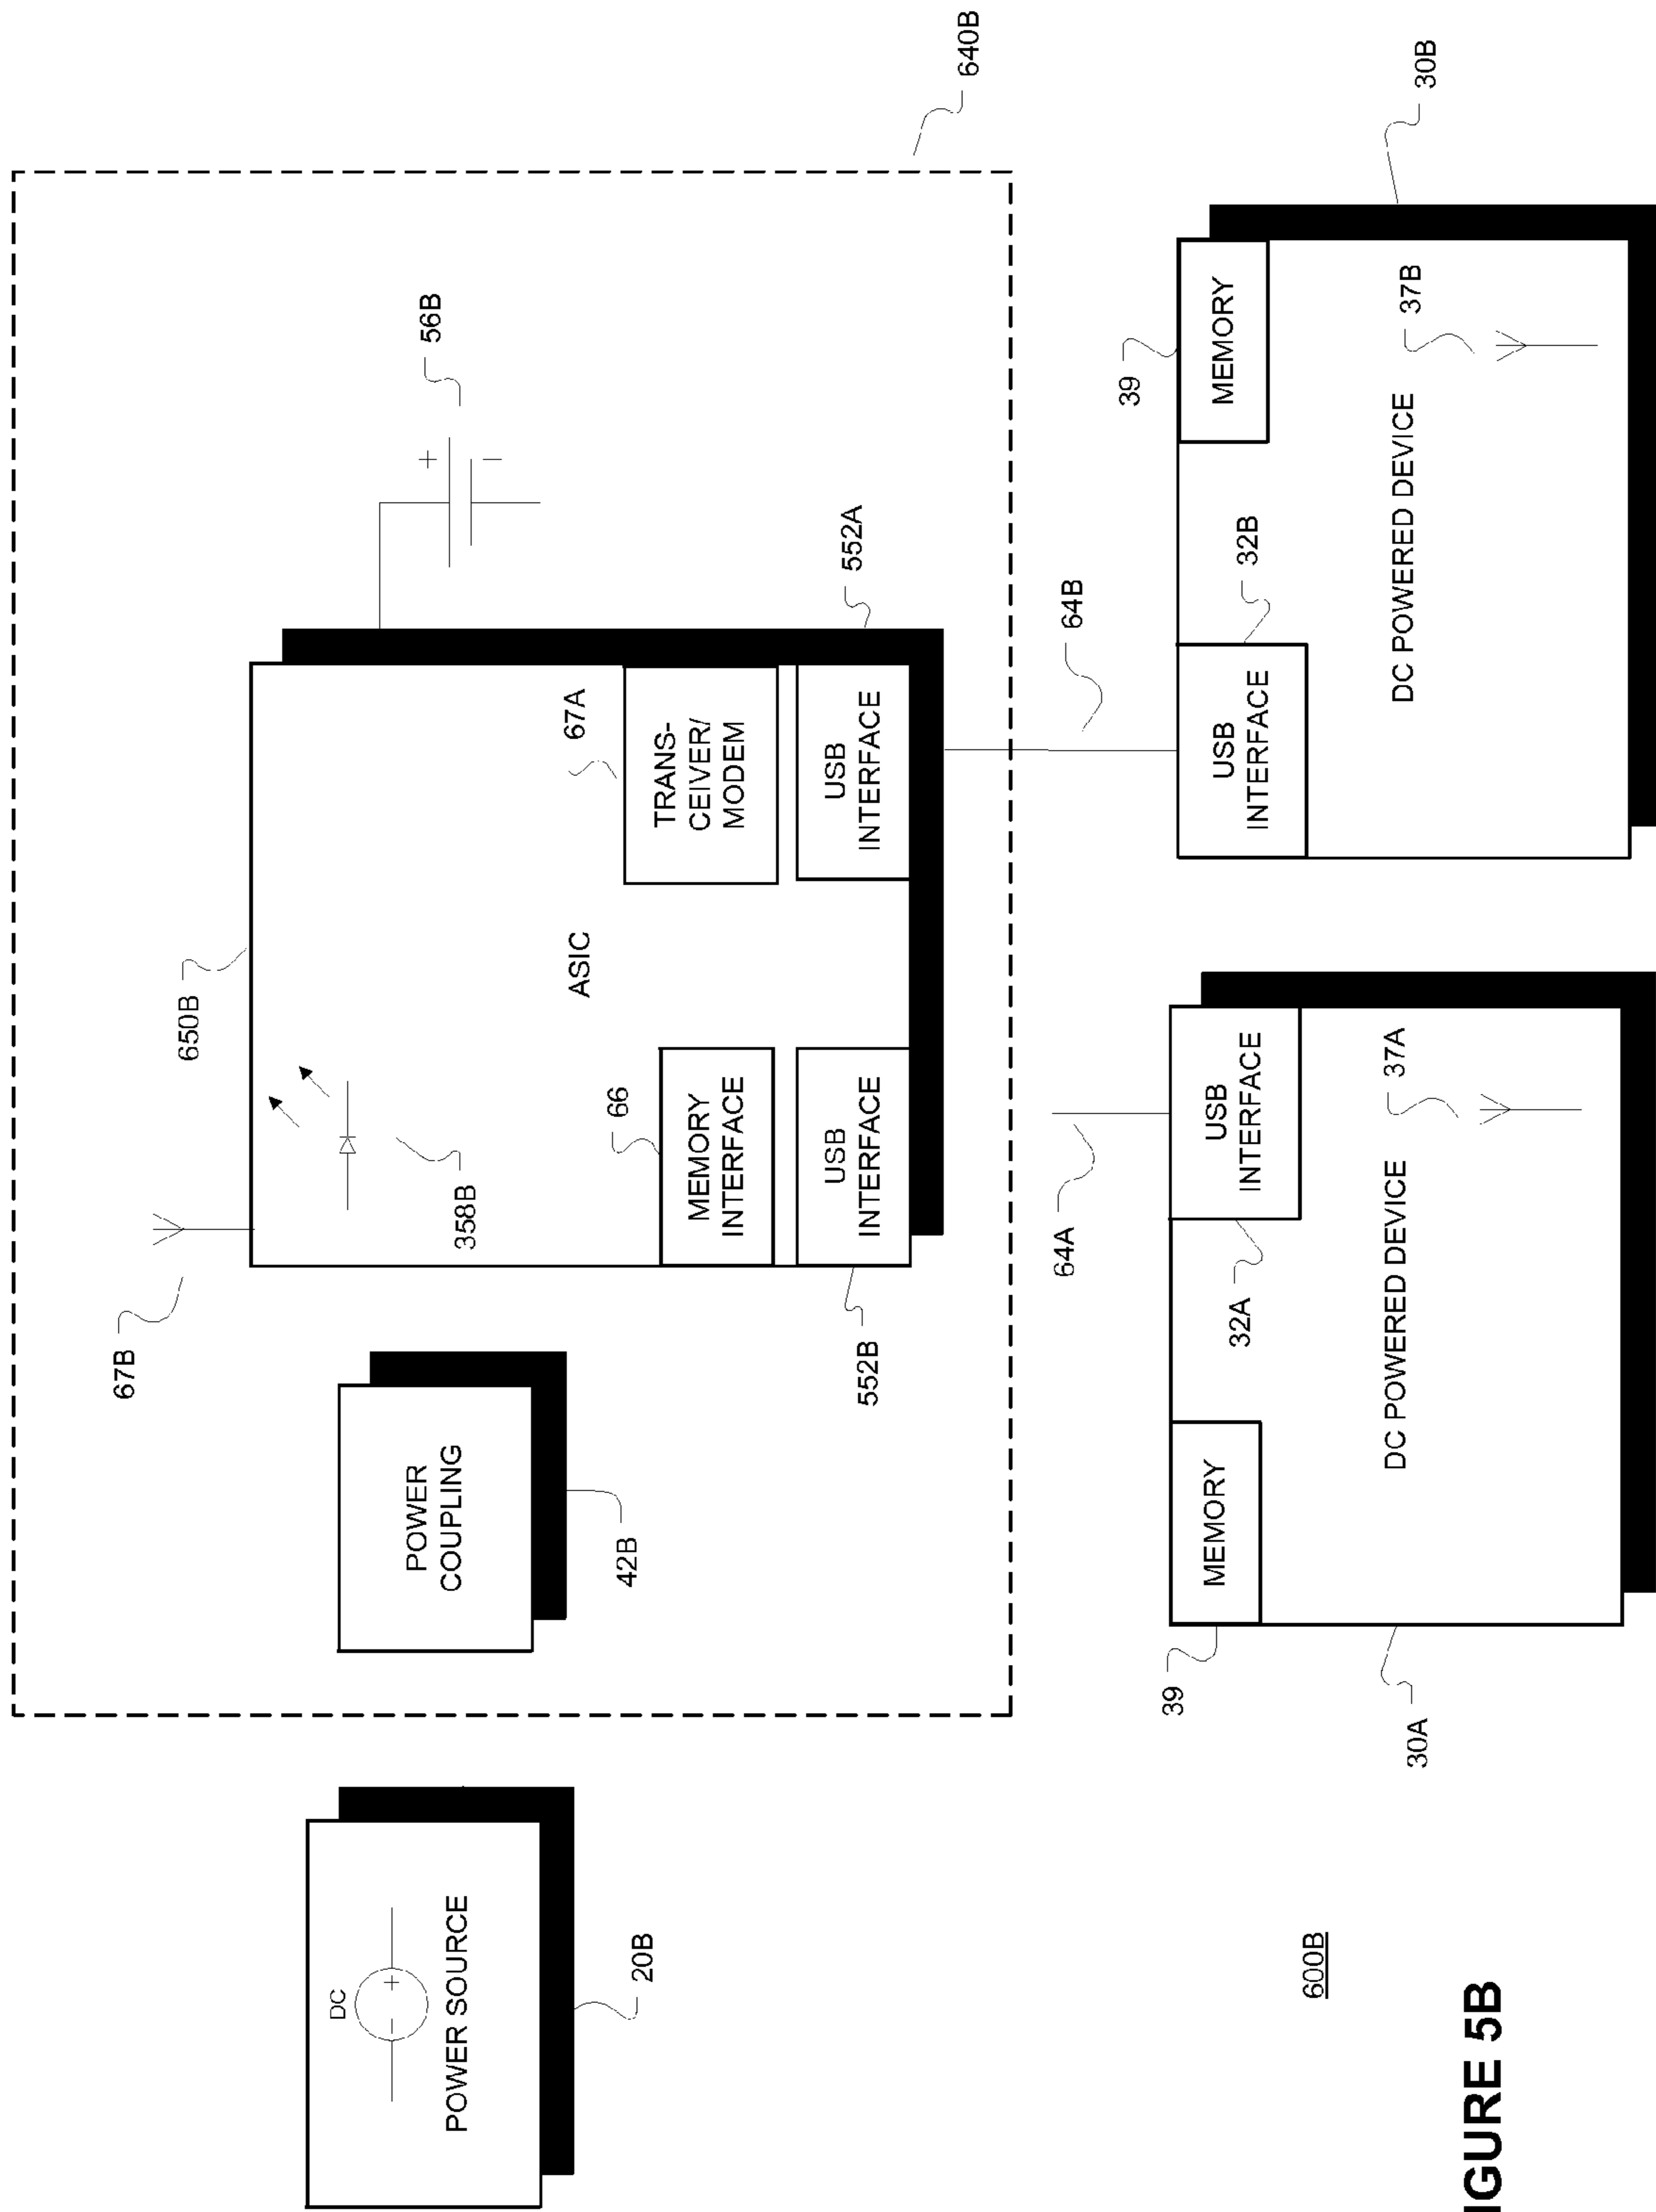 640B
67B
650B
358B
56B
DC
- +
POWER SOURCE
20B
POWER
COUPLING
42B
ASIC
66
MEMORY
INTERFACE
67A
TRANS-
CEIVER/
MODEM
USB
INTERFACE
552B
USB
INTERFACE
552A
+
-
64A
64B
39
MEMORY
32A
USB
INTERFACE
DC POWERED DEVICE
37A
30A
USB
INTERFACE
32B
39
MEMORY
DC POWERED DEVICE
37B
30B
600B
IGURE 5B